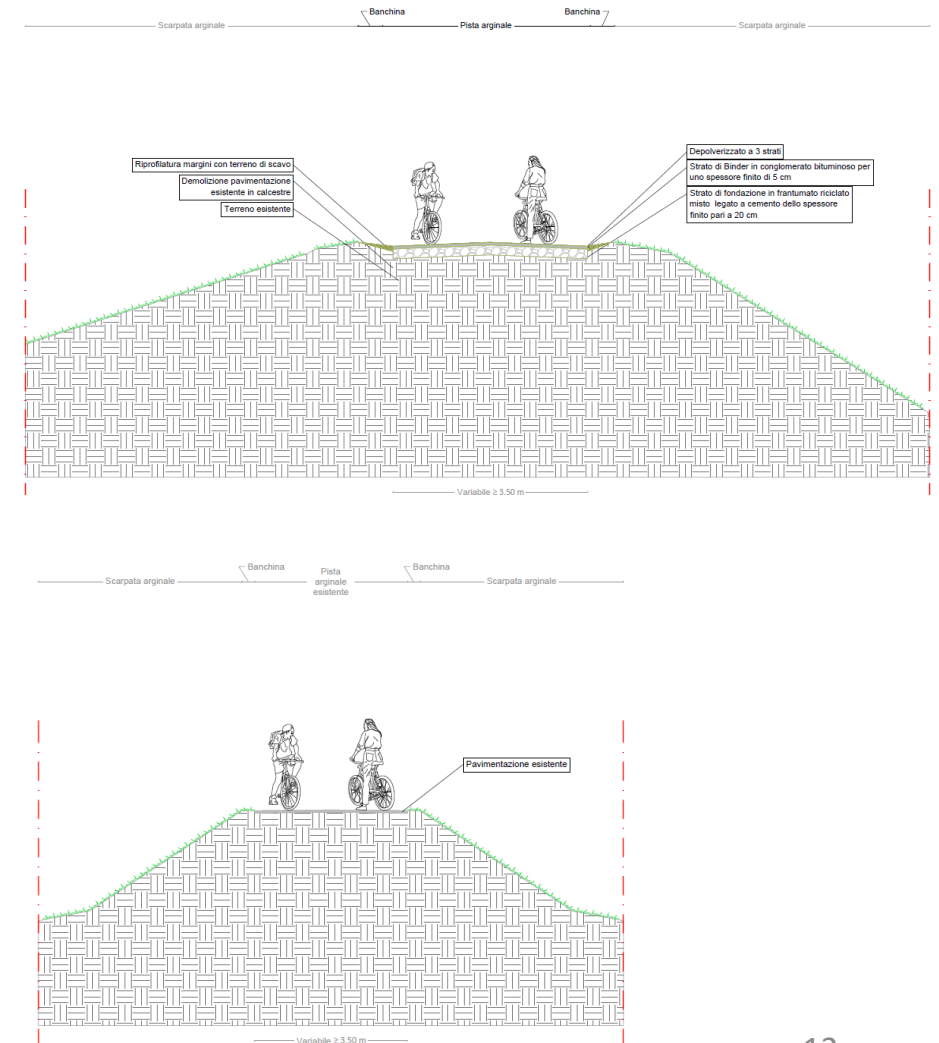 Banchina
Banchina
Scarpata arginale
Pista arginale
Scarpata arginale
Riprofilatura margini con terreno di scavo
Demolizione pavimentazione
esistente in calcestre
Terreno esistente
Depolverizzato a 3 strati
Strato di Binder in conglomerato bituminoso per
uno spessore finito di 5 cm
Strato di fondazione in frantumato riciclato
misto legato a cemento dello spessore
finito pari a 20 cm
Variabile ≥ 3.50 m
Scarpata arginale
Banchina
Pista
arginale
esistente
Banchina
Scarpata arginale
Pavimentazione esistente
Variabile ≥ 3.50 m